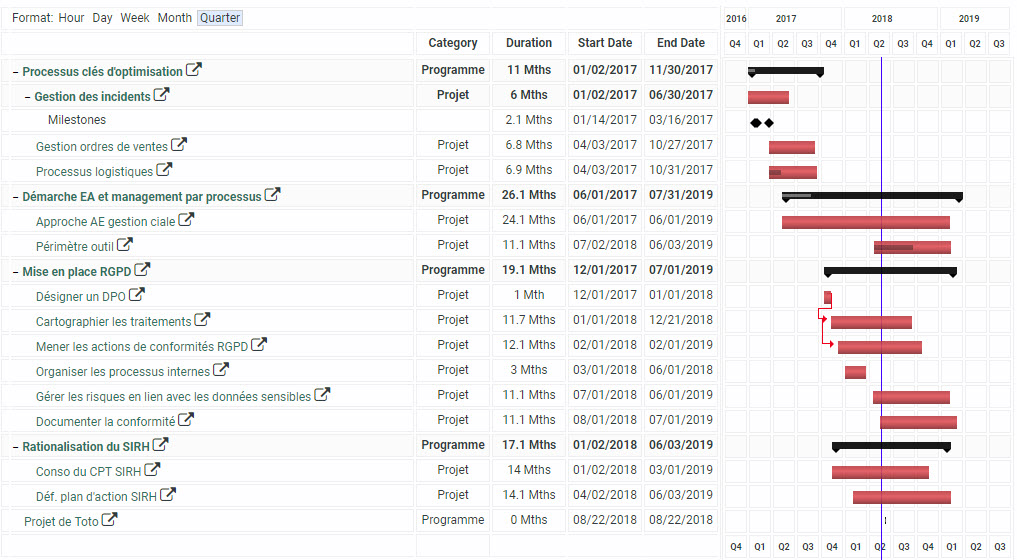 Format: Hour Day Week Month Quarter 2016 2017 2018 2019
Category Duration Start Date End Date Q4 Q1 Q2 Q3 Q4 Q1 Q2 Q3 Q4 Q1 Q2 Q3
– Processus clés d'optimisation Programme 11 Mths 01/02/2017 11/30/2017
– Gestion des incidents Projet 6 Mths 01/02/2017 06/30/2017
Milestones 2.1 Mths 01/14/2017 03/16/2017
Gestion ordres de ventes Projet 6.8 Mths 04/03/2017 10/27/2017
Processus logistiques Projet 6.9 Mths 04/03/2017 10/31/2017
– Démarche EA et management par processus Programme 26.1 Mths 06/01/2017 07/31/2019
Approche AE gestion ciale Projet 24.1 Mths 06/01/2017 06/01/2019
Périmètre outil Projet 11.1 Mths 07/02/2018 06/03/2019
– Mise en place RGPD Programme 19.1 Mths 12/01/2017 07/01/2019
Désigner un DPO Projet 1 Mth 12/01/2017 01/01/2018
Cartographier les traitements Projet 11.7 Mths 01/01/2018 12/21/2018
Mener les actions de conformités RGPD Projet 12.1 Mths 02/01/2018 02/01/2019
Organiser les processus internes Projet 3 Mths 03/01/2018 06/01/2018
Gérer les risques en lien avec les données sensibles Projet 11.1 Mths 07/01/2018 06/01/2019
Documenter la conformité Projet 11.1 Mths 08/01/2018 07/01/2019
– Rationalisation du SIRH Programme 17.1 Mths 01/02/2018 06/03/2019
Conso du CPT SIRH Projet 14 Mths 01/02/2018 03/01/2019
Déf. plan d'action SIRH Projet 14.1 Mths 04/02/2018 06/03/2019
Projet de Toto Programme 0 Mths 08/22/2018 08/22/2018
Q4 Q1 Q2 Q3 Q4 Q1 Q2 Q3 Q4 Q1 Q2 Q3